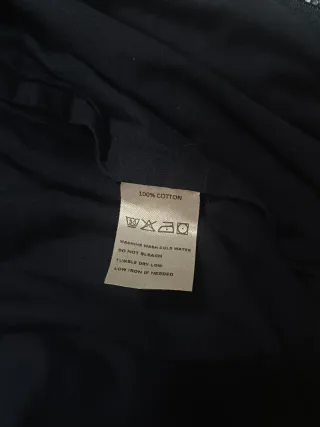 100% COTTON
MACHINE WASH COLD WATER
DO NOT BLEACH
TUMBLE DRY-LOW
LOW IRON IF NEEDED